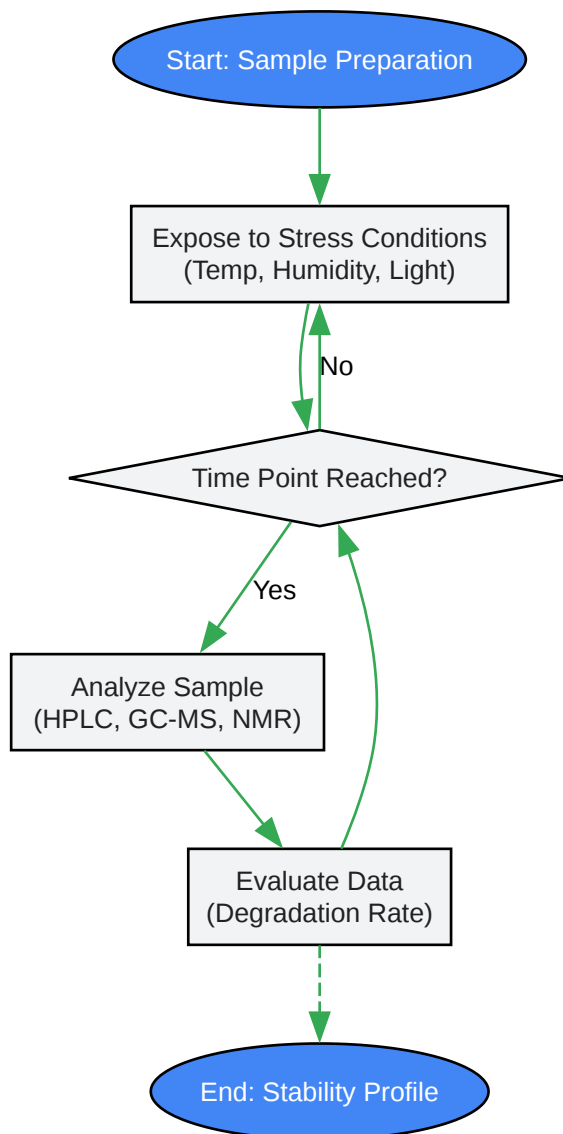 Start: Sample Preparation
Expose to Stress Conditions
(Temp, Humidity, Light)
No
Time Point Reached?
Yes
Analyze Sample
(HPLC, GC-MS, NMR)
Evaluate Data
(Degradation Rate)
End: Stability Profile